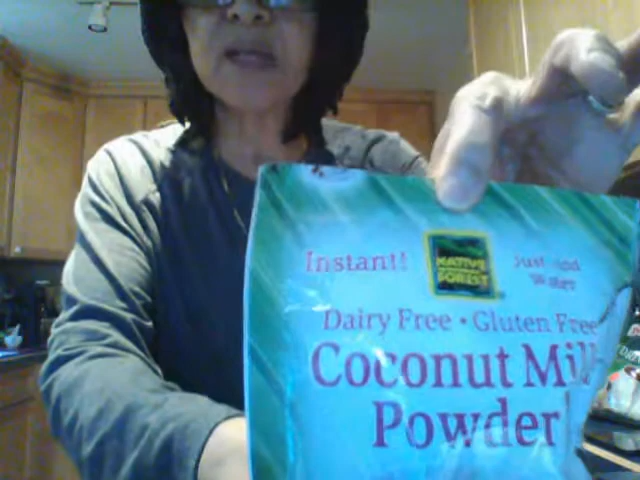 Instant!
NATIVE
FOREST
Just Add
Water
Dairy Free • Gluten Free
Coconut Milk
Powder